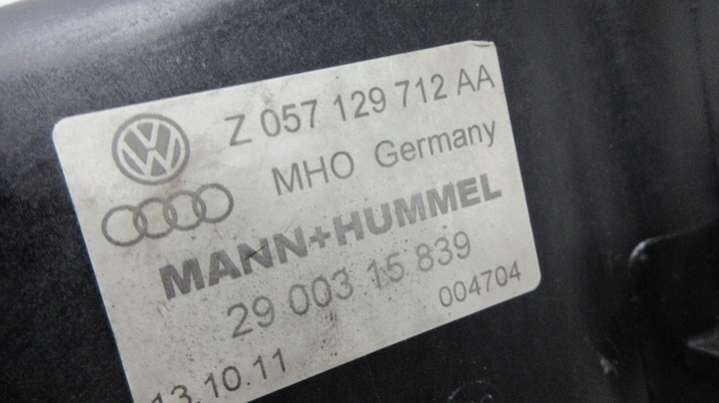 Z 057 129 712 AA
MHO Germany
MANN+HUMMEL
29 003 15 839
004704
13.10.11